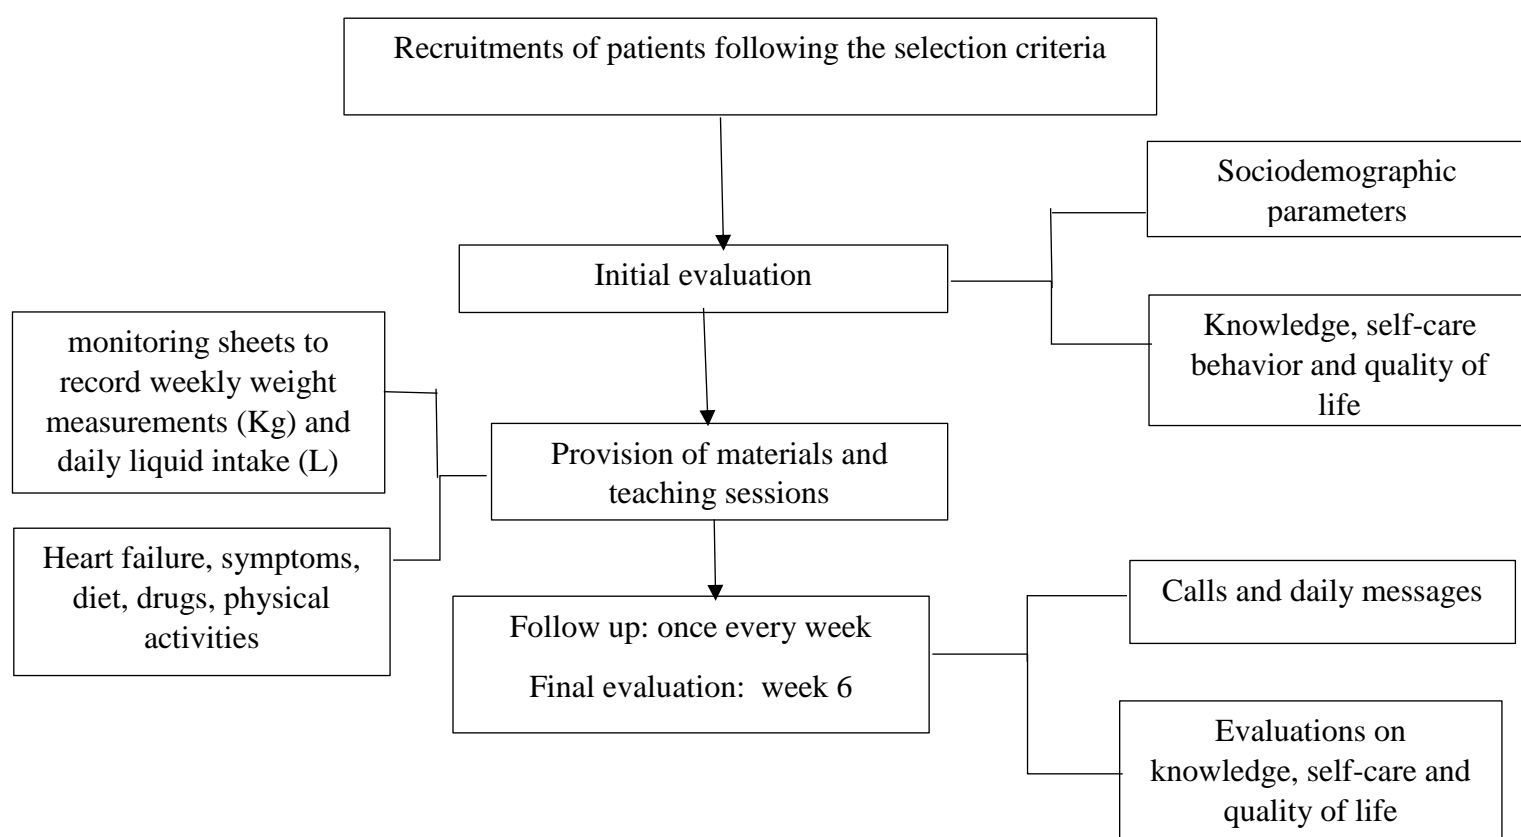 Recruitments of patients following the selection criteria
Sociodemographic
parameters
Initial evaluation
Knowledge, self-care
behavior and quality of
life
monitoring sheets to
record weekly weight
measurements (Kg) and
daily liquid intake (L)
Provision of materials and
teaching sessions
Heart failure, symptoms,
diet, drugs, physical
activities
Follow up: once every week
Final evaluation: week 6
Calls and daily messages
Evaluations on
knowledge, self-care and
quality of life